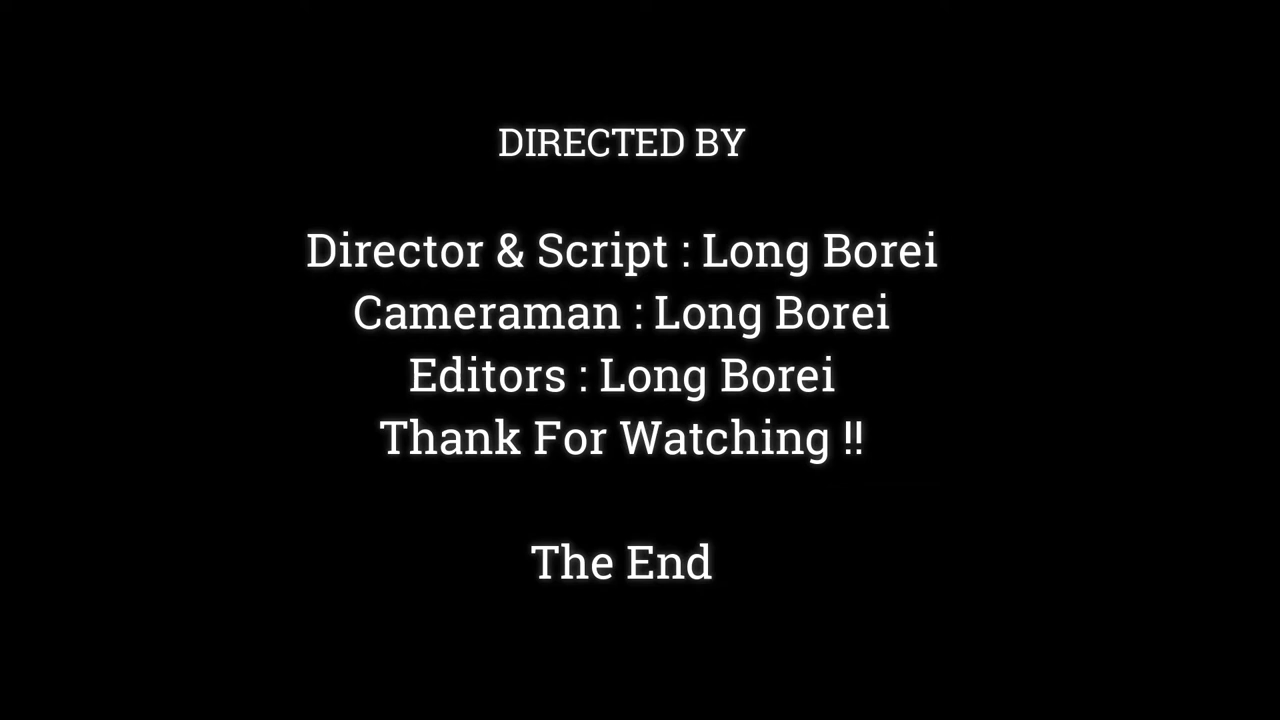 DIRECTED BY
Director & Script : Long Borei
Cameraman : Long Borei
Editors : Long Borei
Thank For Watching !!
The End